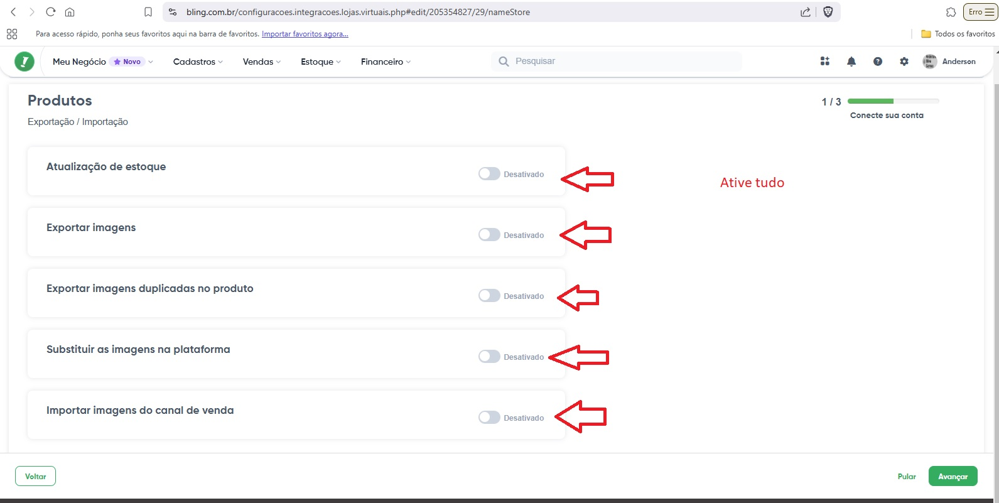 bling.com.br/configuracoes.integracoes.lojas.virtuais.php#edit/205354827/29/nameStore
Erro
Para acesso rápido, ponha seus favoritos aqui na barra de favoritos. Importar favoritos agora...
Todos os favoritos
Meu Negócio Novo Cadastros Vendas Estoque Financeiro Pesquisar Anderson
Produtos
1 / 3
Conecte sua conta
Exportação / Importação
Atualização de estoque
Desativado
Ative tudo
Exportar imagens
Desativado
Exportar imagens duplicadas no produto
Desativado
Substituir as imagens na plataforma
Desativado
Importar imagens do canal de venda
Desativado
Voltar Pular Avançar